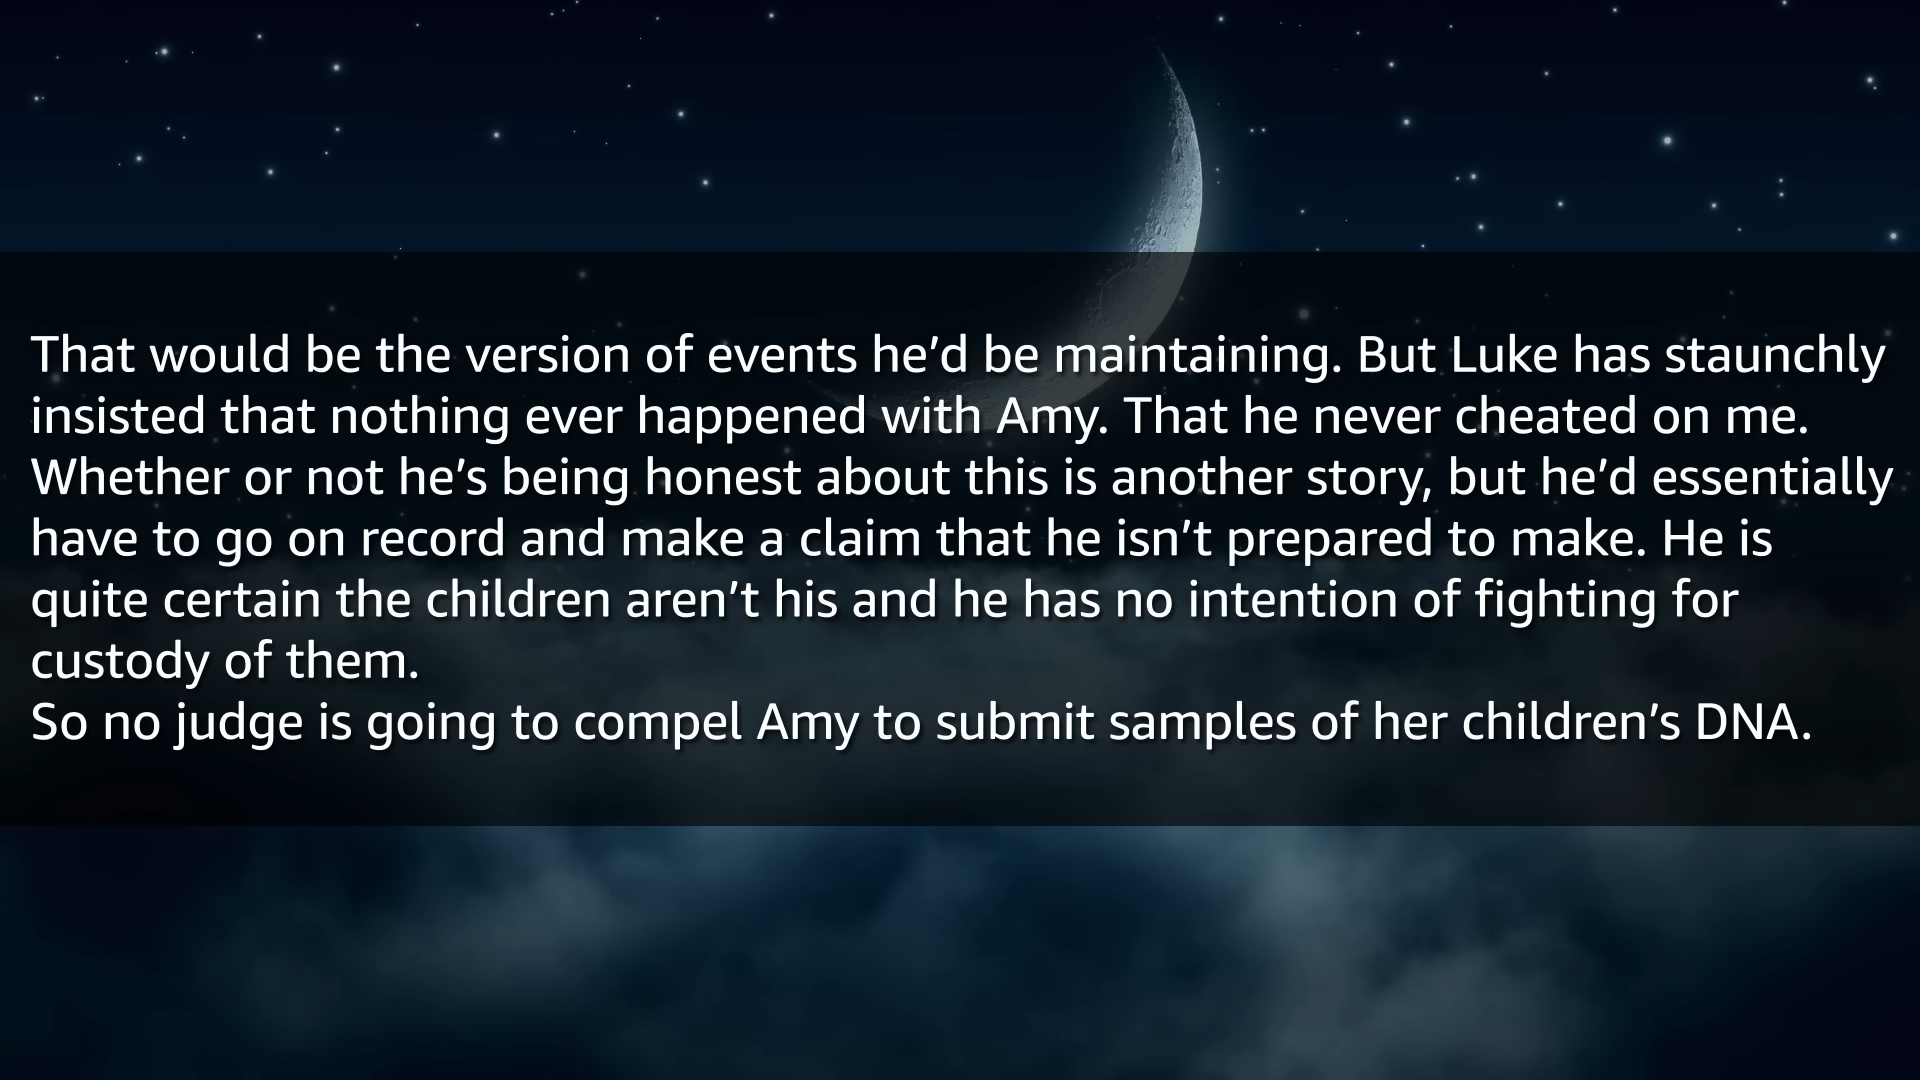 That would be the version of events he’d be maintaining. But Luke has staunchly
insisted that nothing ever happened with Amy. That he never cheated on me.
Whether or not he’s being honest about this is another story, but he’d essentially
have to go on record and make a claim that he isn’t prepared to make. He is
quite certain the children aren’t his and he has no intention of fighting for
custody of them.
So no judge is going to compel Amy to submit samples of her children’s DNA.